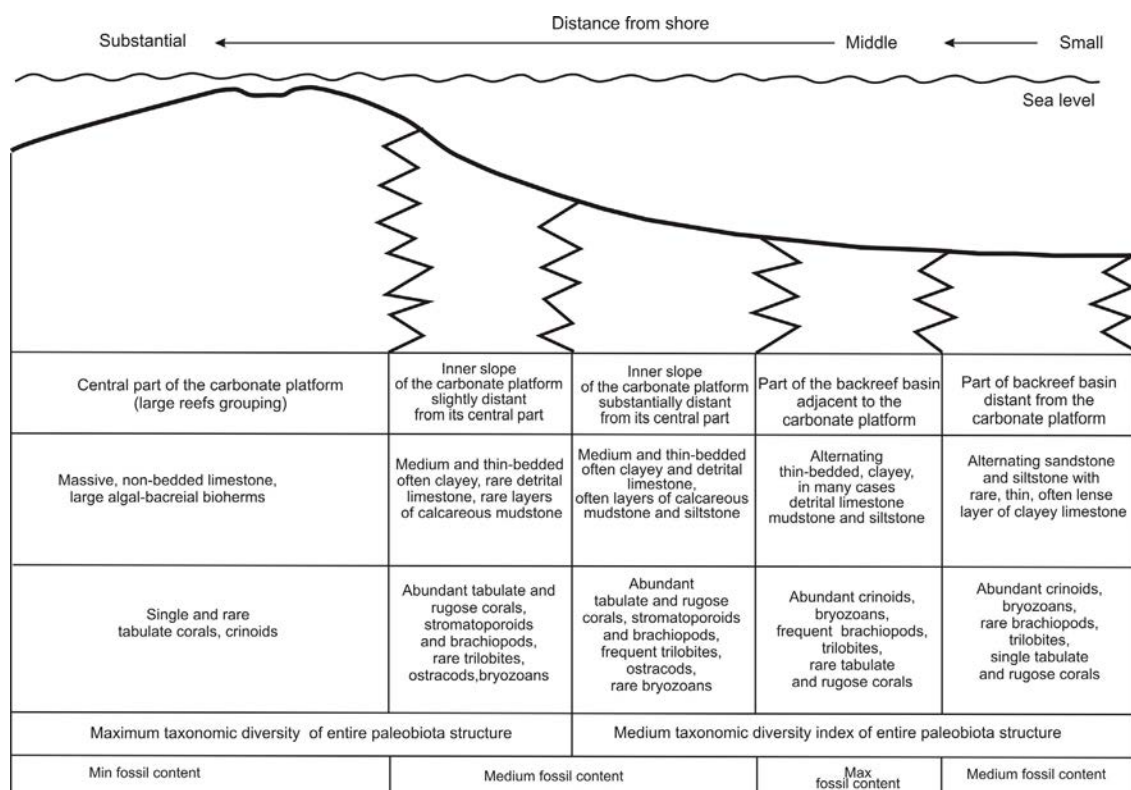 Distance from shore
Substantial
Middle
Small
Sea level
Central part of the carbonate platform
(large reefs grouping)
Inner slope
of the carbonate platform
slightly distant
from its central part
Inner slope
of the carbonate platform
substantially distant
from its central part
Part of the backreef basin
adjacent to the
carbonate platform
Part of backreef basin
distant from the
carbonate platform
Massive, non-bedded limestone,
large algal-bacreial bioherms
Medium and thin-bedded
often clayey, rare detrital
limestone, rare layers
of calcareous mudstone
Medium and thin-bedded
often clayey and detrital
limestone,
often layers of calcareous
mudstone and siltstone
Alternating
thin-bedded, clayey,
in many cases
detrital limestone
mudstone and siltstone
Alternating sandstone
and siltstone with
rare, thin, often lense
layer of clayey limestone
Single and rare
tabulate corals, crinoids
Abundant tabulate and
rugose corals,
stromatoporoids
and brachiopods,
rare trilobites,
ostracods,bryozoans
Abundant
tabulate and rugose
corals, stromatoporoids
and brachiopods,
frequent trilobites,
ostracods,
rare bryozoans
Abundant crinoids,
bryozoans,
frequent brachiopods,
trilobites,
rare tabulate
and rugose corals
Abundant crinoids,
bryozoans,
rare brachiopods,
trilobites,
single tabulate
and rugose corals
Maximum taxonomic diversity of entire paleobiota structure
Medium taxonomic diversity index of entire paleobiota structure
Min fossil content
Medium fossil content
Max
fossil content
Medium fossil content